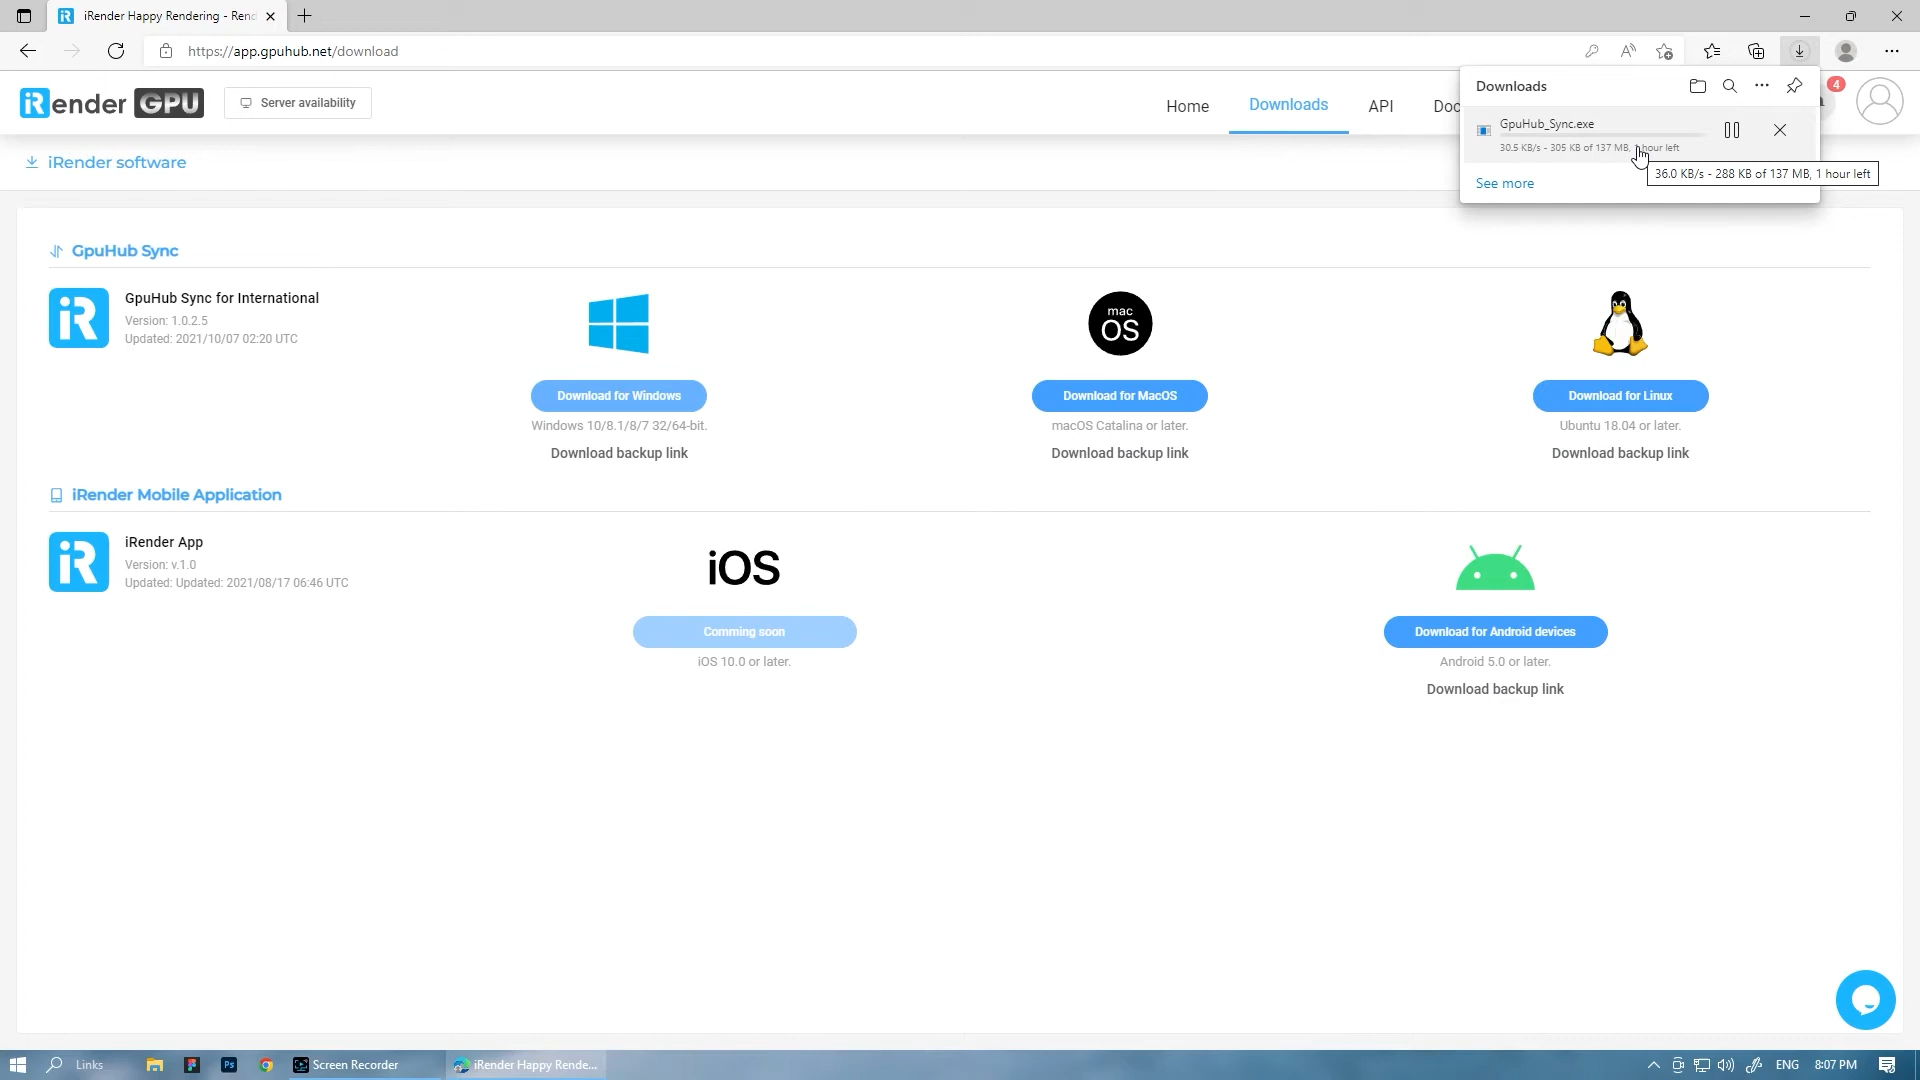 iRender Happy Rendering - Rend
https://app.gpuhub.net/download
iRender GPU
Server availability
Home
Downloads
API
Doc
4
Downloads
GpuHub_Sync.exe
30.5 KB/s - 305 KB of 137 MB, 1 hour left
36.0 KB/s - 288 KB of 137 MB, 1 hour left
See more
iRender software
GpuHub Sync
iR
GpuHub Sync for International
Version: 1.0.2.5
Updated: 2021/10/07 02:20 UTC
mac
OS
Download for Windows
Download for MacOS
Download for Linux
Windows 10/8.1/8/7 32/64-bit.
macOS Catalina or later.
Ubuntu 18.04 or later.
Download backup link
Download backup link
Download backup link
iRender Mobile Application
iR
iRender App
Version: v.1.0
Updated: Updated: 2021/08/17 06:46 UTC
iOS
Comming soon
Download for Android devices
iOS 10.0 or later.
Android 5.0 or later.
Download backup link
Links
Ps
Screen Recorder
iRender Happy Rende...
ENG
8:07 PM